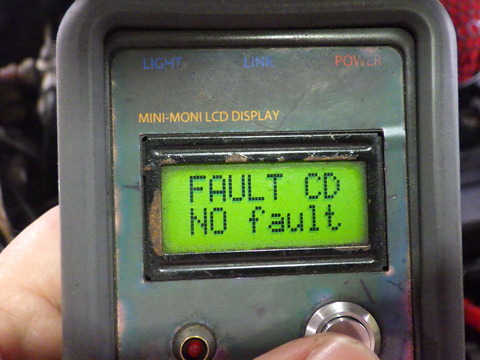 LIGHT LINK POWER
MINI-MONI LCD DISPLAY
FAULT CD
NO fault